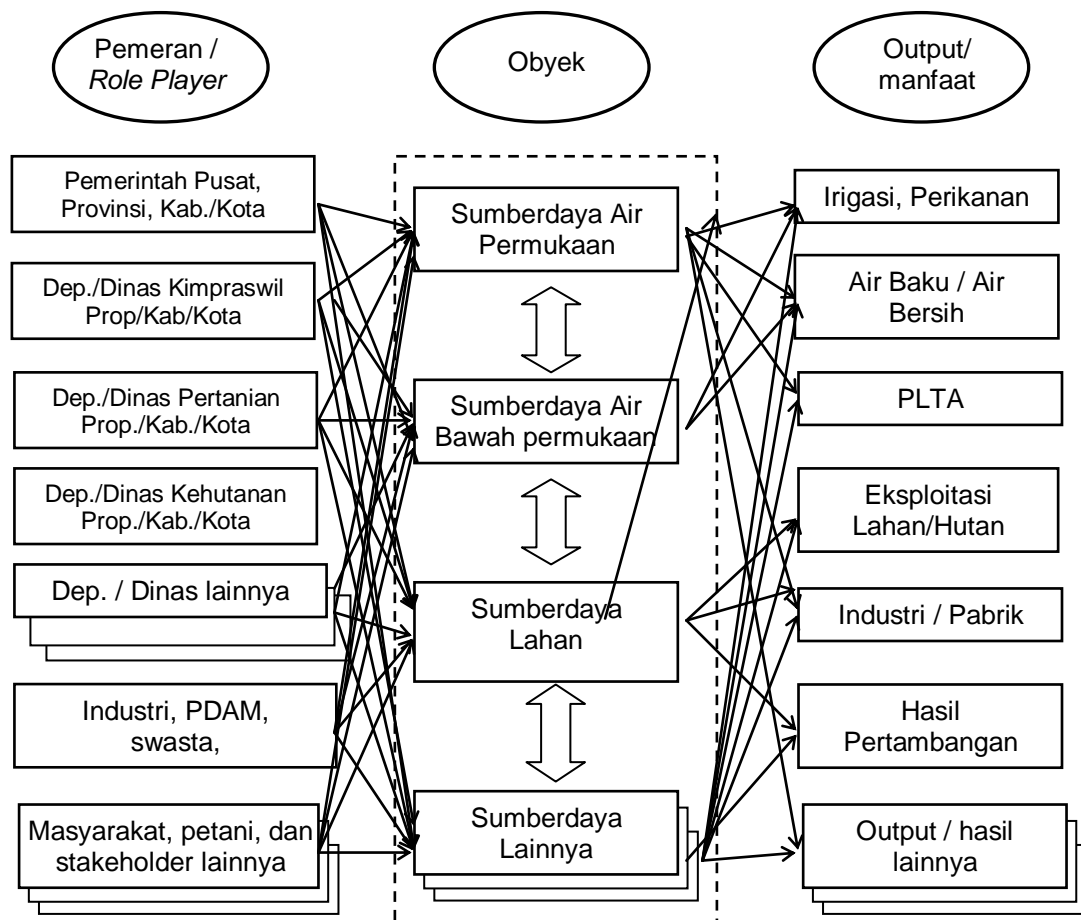 Pemeran /
Role Player
Obyek
Output/
manfaat
Pemerintah Pusat,
Provinsi, Kab./Kota
Dep./Dinas Kimpraswil
Prop/Kab/Kota
Dep./Dinas Pertanian
Prop./Kab./Kota
Dep./Dinas Kehutanan
Prop./Kab./Kota
Dep. / Dinas lainnya
Industri, PDAM,
swasta,
Masyarakat, petani, dan
stakeholder lainnya
Sumberdaya Air
Permukaan
Sumberdaya Air
Bawah permukaan
Sumberdaya
Lahan
Sumberdaya
Lainnya
Irigasi, Perikanan
Air Baku / Air
Bersih
PLTA
Eksploitasi
Lahan/Hutan
Industri / Pabrik
Hasil
Pertambangan
Output / hasil
lainnya